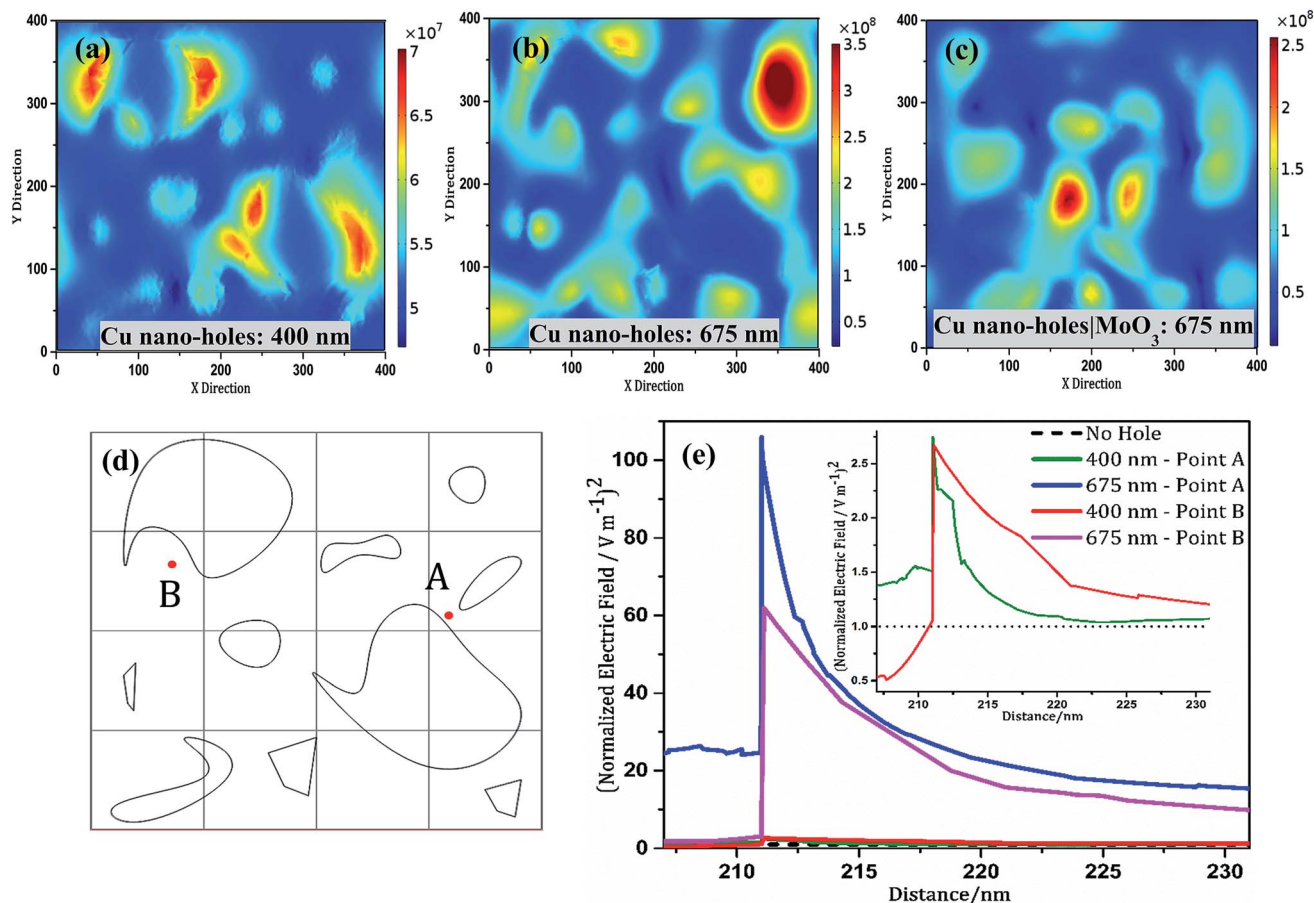 (a)
×10⁷
400
300
200
100
0
Y Direction
0 100 200 300 400
X Direction
7
6.5
6
5.5
5
Cu nano-holes: 400 nm
(b)
×10⁸
400
300
200
100
0
Y Direction
0 100 200 300 400
X Direction
3.5
3
2.5
2
1.5
1
0.5
Cu nano-holes: 675 nm
(c)
×10⁸
400
300
200
100
0
Y Direction
0 100 200 300 400
X Direction
2.5
2
1.5
1
0.5
Cu nano-holes|MoO₃: 675 nm
(d)
B
A
(e)
(Normalized Electric Field / V m⁻¹)²
100
80
60
40
20
0
210 215 220 225 230
Distance/nm
No Hole
400 nm - Point A
675 nm - Point A
400 nm - Point B
675 nm - Point B
(Normalized Electric Field / V m⁻¹)²
2.5
2.0
1.5
1.0
0.5
210 215 220 225 230
Distance/nm